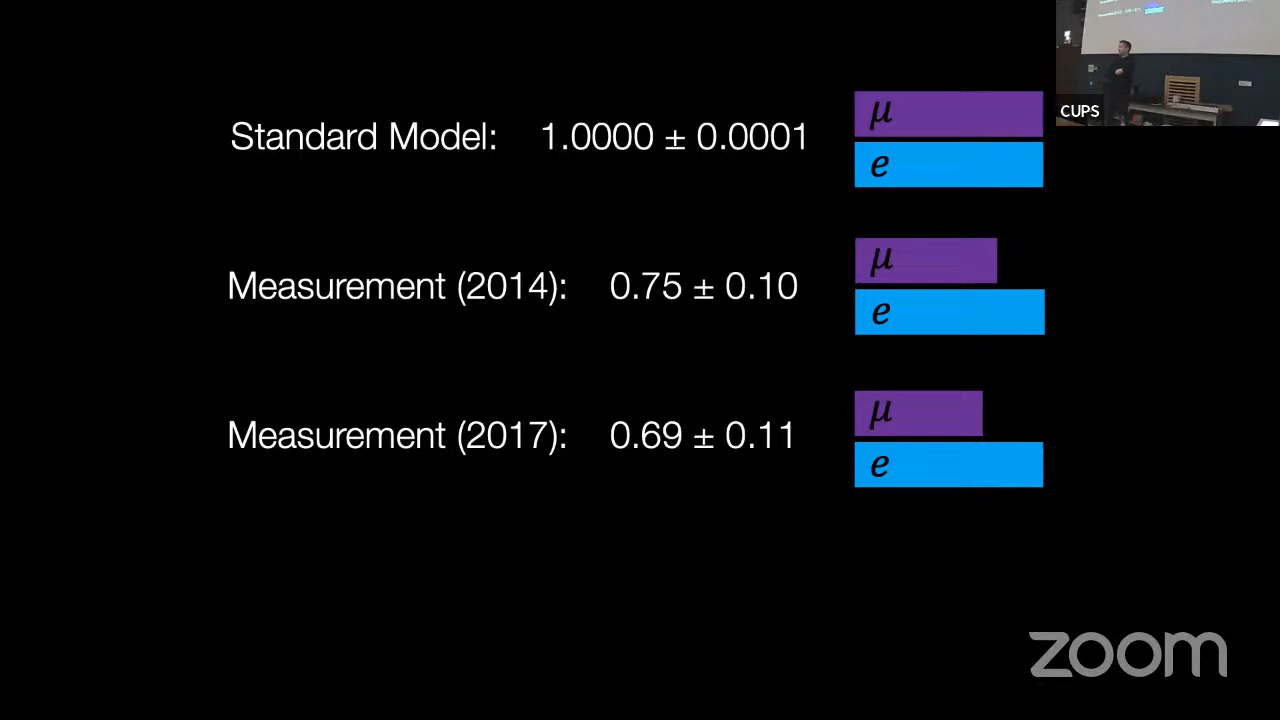 CUPS
Standard Model: 1.0000 ± 0.0001
μ
e
Measurement (2014): 0.75 ± 0.10
μ
e
Measurement (2017): 0.69 ± 0.11
μ
e
zoom